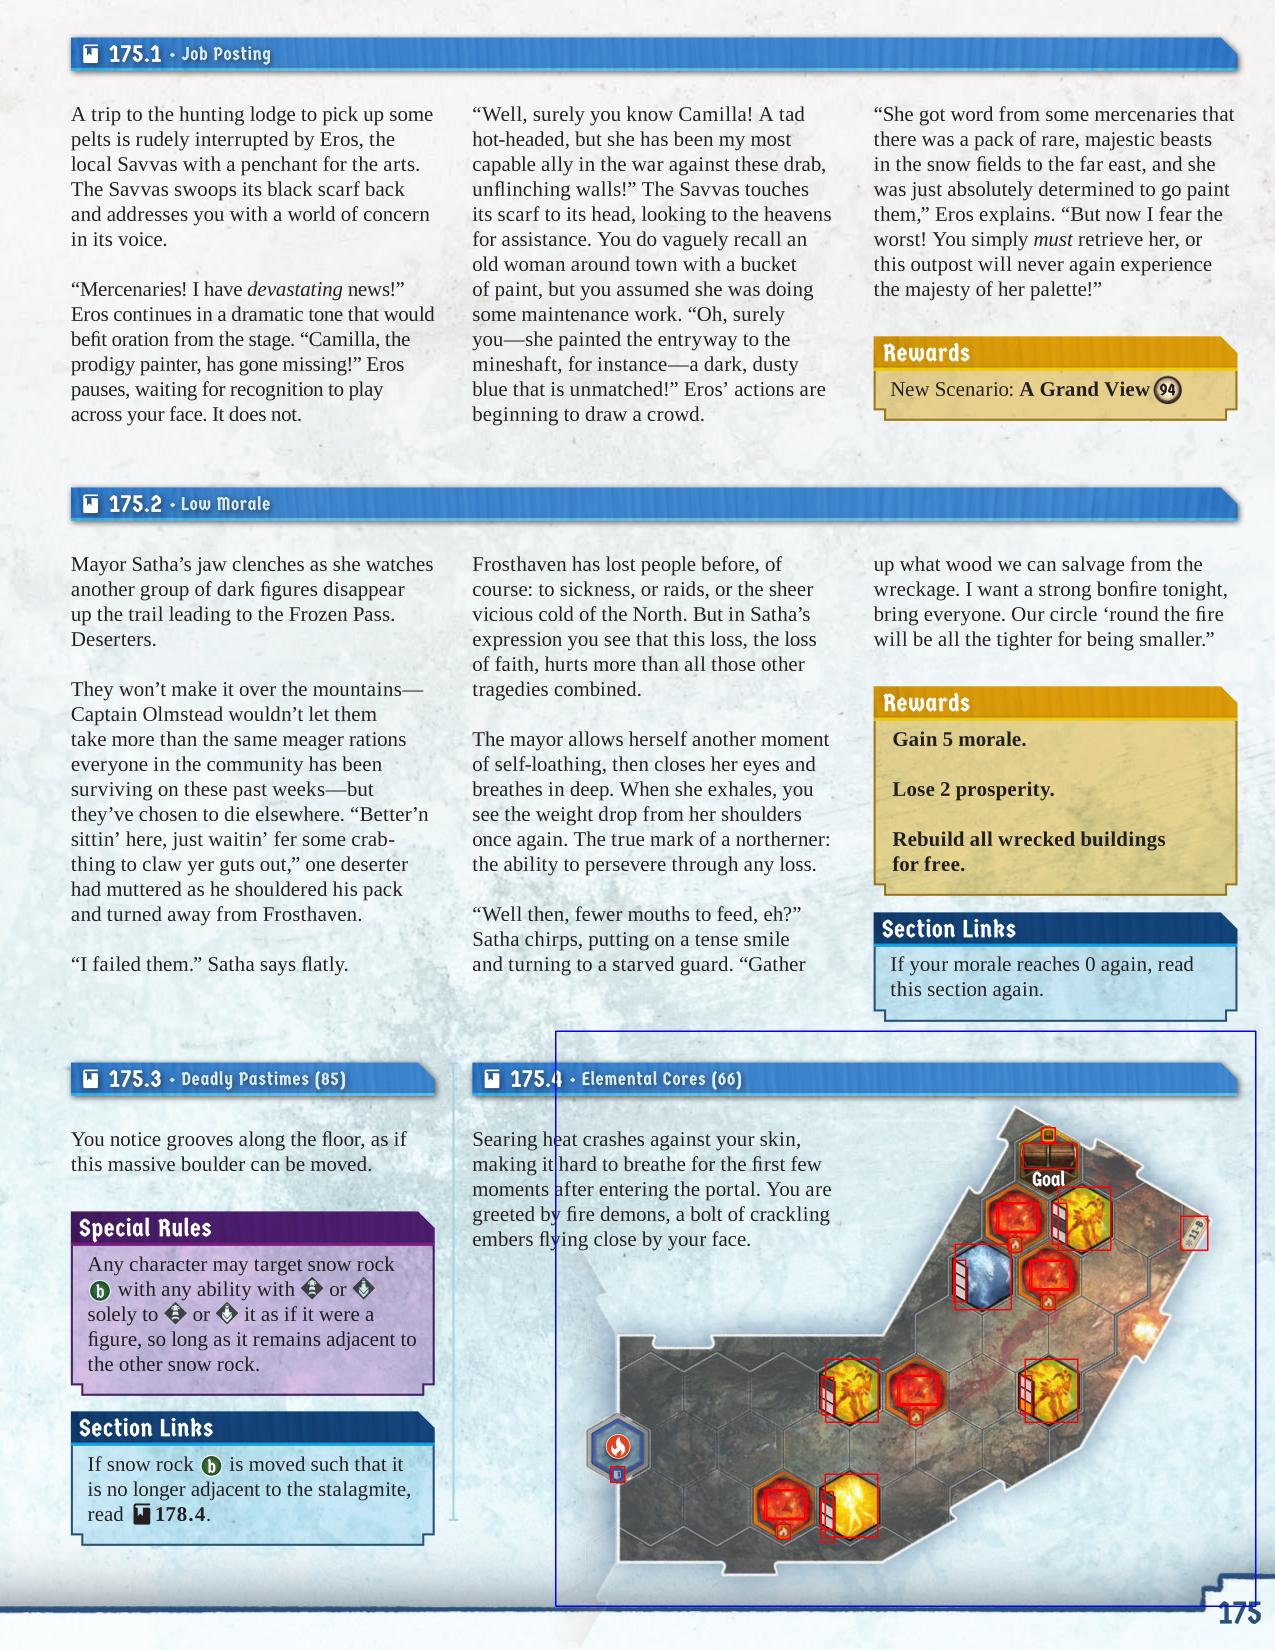 175.1 • Job Posting
A trip to the hunting lodge to pick up some
pelts is rudely interrupted by Eros, the
local Savvas with a penchant for the arts.
The Savvas swoops its black scarf back
and addresses you with a world of concern
in its voice.
“Mercenaries! I have devastating news!”
Eros continues in a dramatic tone that would
befit oration from the stage. “Camilla, the
prodigy painter, has gone missing!” Eros
pauses, waiting for recognition to play
across your face. It does not.
“Well, surely you know Camilla! A tad
hot-headed, but she has been my most
capable ally in the war against these drab,
unflinching walls!” The Savvas touches
its scarf to its head, looking to the heavens
for assistance. You do vaguely recall an
old woman around town with a bucket
of paint, but you assumed she was doing
some maintenance work. “Oh, surely
you—she painted the entryway to the
mineshaft, for instance—a dark, dusty
blue that is unmatched!” Eros’ actions are
beginning to draw a crowd.
“She got word from some mercenaries that
there was a pack of rare, majestic beasts
in the snow fields to the far east, and she
was just absolutely determined to go paint
them,” Eros explains. “But now I fear the
worst! You simply must retrieve her, or
this outpost will never again experience
the majesty of her palette!”
Rewards
New Scenario: A Grand View 94
175.2 • Low Morale
Mayor Satha’s jaw clenches as she watches
another group of dark figures disappear
up the trail leading to the Frozen Pass.
Deserters.
They won’t make it over the mountains—
Captain Olmstead wouldn’t let them
take more than the same meager rations
everyone in the community has been
surviving on these past weeks—but
they’ve chosen to die elsewhere. “Better’n
sittin’ here, just waitin’ fer some crab-
thing to claw yer guts out,” one deserter
had muttered as he shouldered his pack
and turned away from Frosthaven.
“I failed them.” Satha says flatly.
Frosthaven has lost people before, of
course: to sickness, or raids, or the sheer
vicious cold of the North. But in Satha’s
expression you see that this loss, the loss
of faith, hurts more than all those other
tragedies combined.
The mayor allows herself another moment
of self-loathing, then closes her eyes and
breathes in deep. When she exhales, you
see the weight drop from her shoulders
once again. The true mark of a northerner:
the ability to persevere through any loss.
“Well then, fewer mouths to feed, eh?”
Satha chirps, putting on a tense smile
and turning to a starved guard. “Gather
up what wood we can salvage from the
wreckage. I want a strong bonfire tonight,
bring everyone. Our circle ‘round the fire
will be all the tighter for being smaller.”
Rewards
Gain 5 morale.
Lose 2 prosperity.
Rebuild all wrecked buildings
for free.
Section Links
If your morale reaches 0 again, read
this section again.
175.3 • Deadly Pastimes (85)
You notice grooves along the floor, as if
this massive boulder can be moved.
Special Rules
Any character may target snow rock
b with any ability with or
solely to or it as if it were a
figure, so long as it remains adjacent to
the other snow rock.
Section Links
If snow rock b is moved such that it
is no longer adjacent to the stalagmite,
read 178.4.
175.4 • Elemental Cores (66)
Searing heat crashes against your skin,
making it hard to breathe for the first few
moments after entering the portal. You are
greeted by fire demons, a bolt of crackling
embers flying close by your face.
Goal
11-B
175